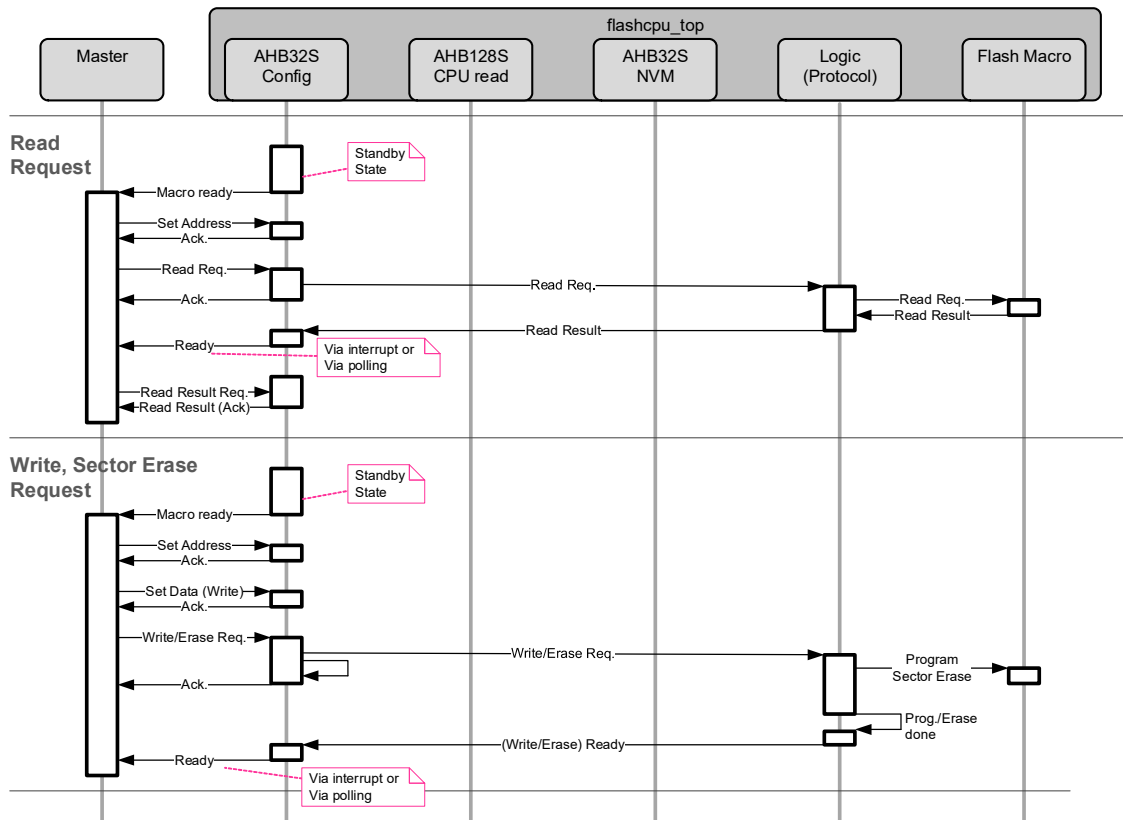 flashcpu_top
Master
AHB32S
Config
AHB128S
CPU read
AHB32S
NVM
Logic
(Protocol)
Flash Macro
Read
Request
Standby
State
Macro ready
Set Address
Ack.
Read Req.
Read Req.
Ack.
Read Req.
Read Result
Read Result
Ready
Via interrupt or
Via polling
Read Result Req.
Read Result (Ack)
Write, Sector Erase
Request
Standby
State
Macro ready
Set Address
Ack.
Set Data (Write)
Ack.
Write/Erase Req.
Write/Erase Req.
Program
Sector Erase
Ack.
Prog./Erase
done
(Write/Erase) Ready
Ready
Via interrupt or
Via polling